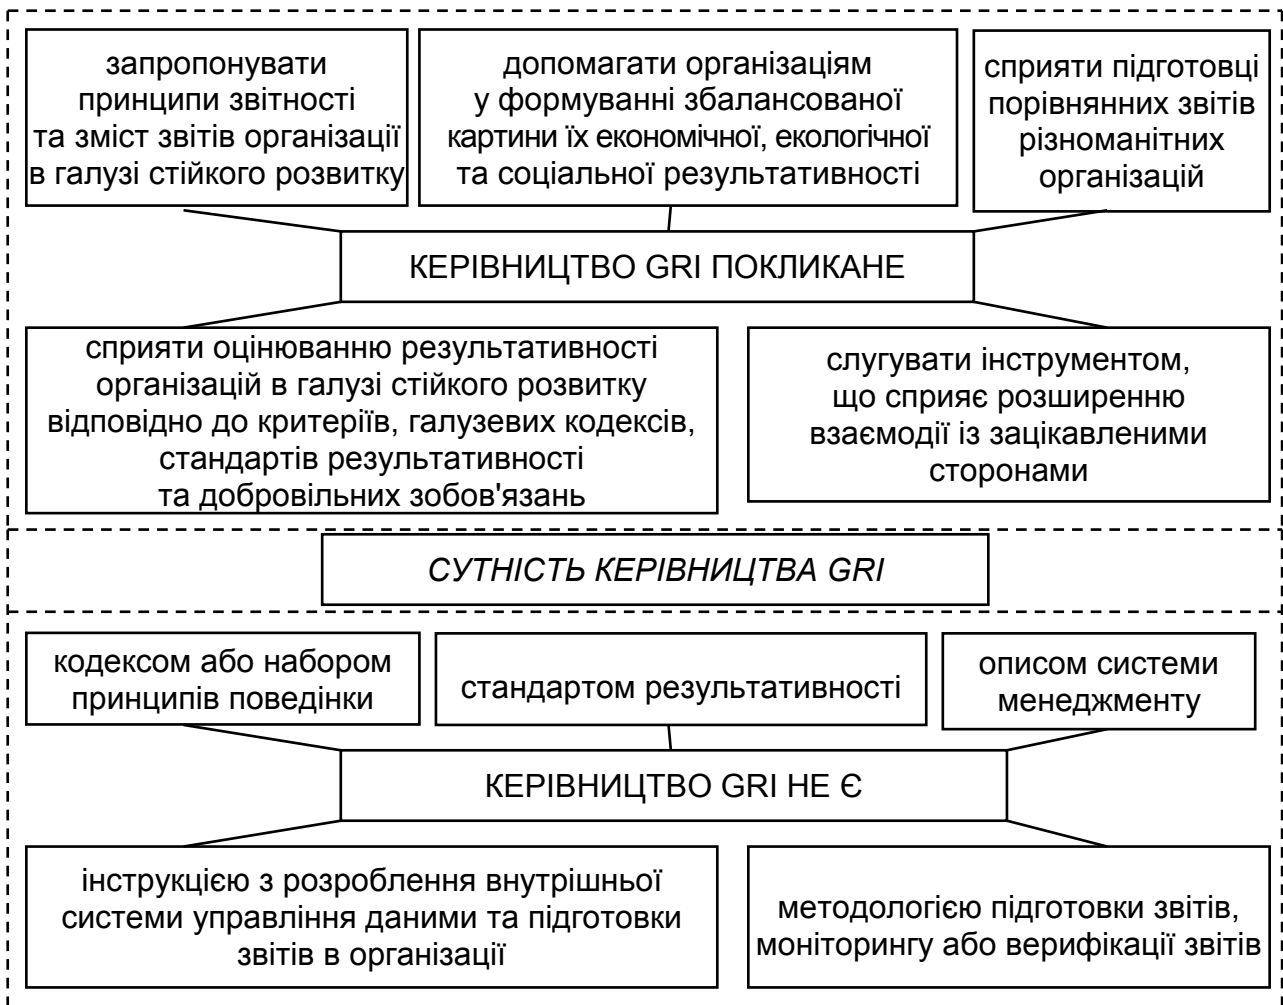 запропонувати
принципи звітності
та зміст звітів організації
в галузі стійкого розвитку
допомагати організаціям
у формуванні збалансованої
картини їх економічної, екологічної
та соціальної результативності
сприяти підготовці
порівнянних звітів
різноманітних
організацій
КЕРІВНИЦТВО GRI ПОКЛИКАНЕ
сприяти оцінюванню результативності
організацій в галузі стійкого розвитку
відповідно до критеріїв, галузевих кодексів,
стандартів результативності
та добровільних зобов'язань
слугувати інструментом,
що сприяє розширенню
взаємодії із зацікавленими
сторонами
СУТНІСТЬ КЕРІВНИЦТВА GRI
кодексом або набором
принципів поведінки
стандартом результативності
описом системи
менеджменту
КЕРІВНИЦТВО GRI НЕ Є
інструкцією з розроблення внутрішньої
системи управління даними та підготовки
звітів в організації
методологією підготовки звітів,
моніторингу або верифікації звітів